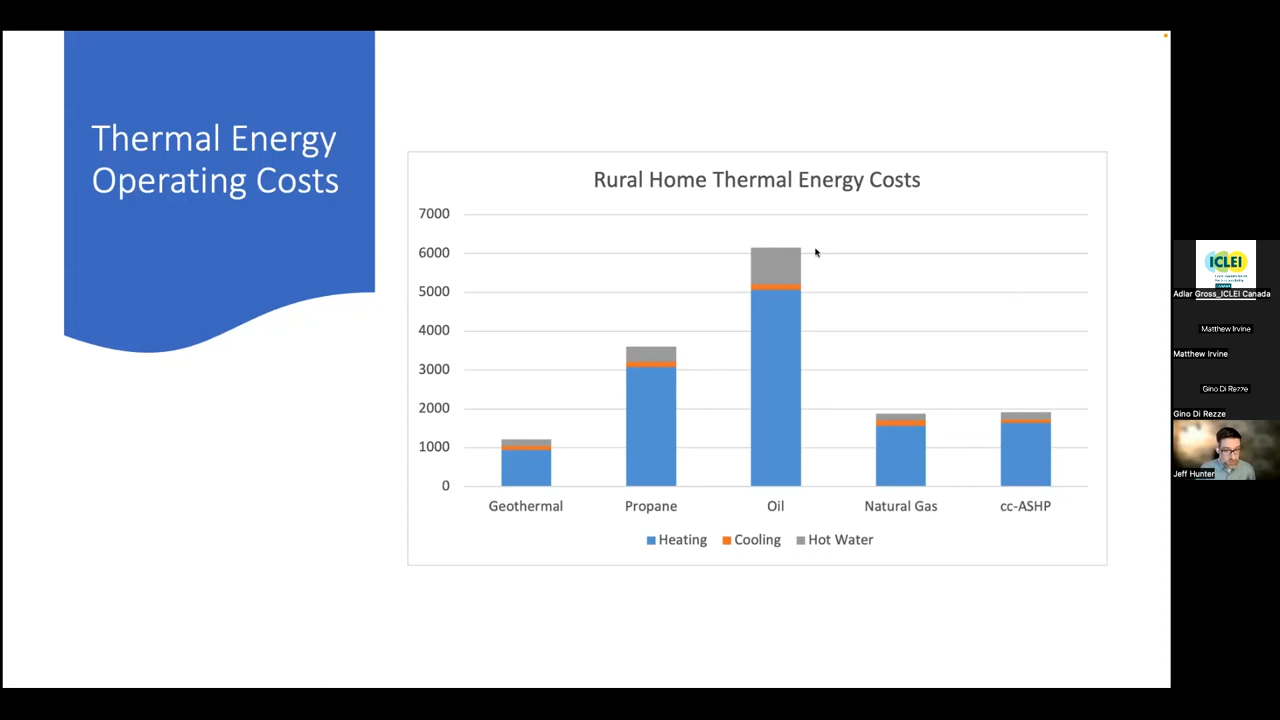 Thermal Energy
Operating Costs
Rural Home Thermal Energy Costs
7000
6000
5000
4000
3000
2000
1000
0
Geothermal
Propane
Oil
Natural Gas
cc-ASHP
Heating
Cooling
Hot Water
ICLEI
Adlar Gross_ICLEI Canada
Matthew Irvine
Matthew Irvine
Gino Di Rezze
Gino Di Rezze
Jeff Hunter